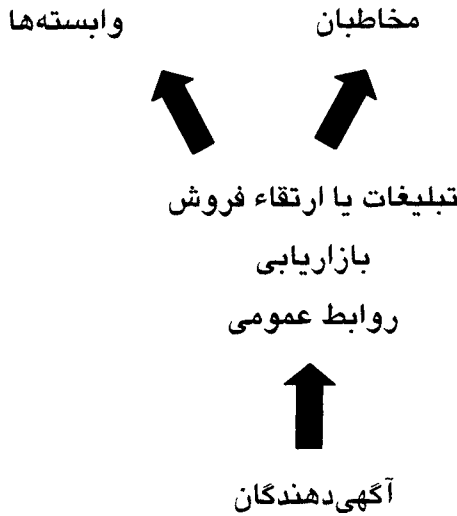 مخاطبان
وابسته‌ها
تبلیغات یا ارتقاء فروش
بازاریابی
روابط عمومی
آگهی‌دهندگان